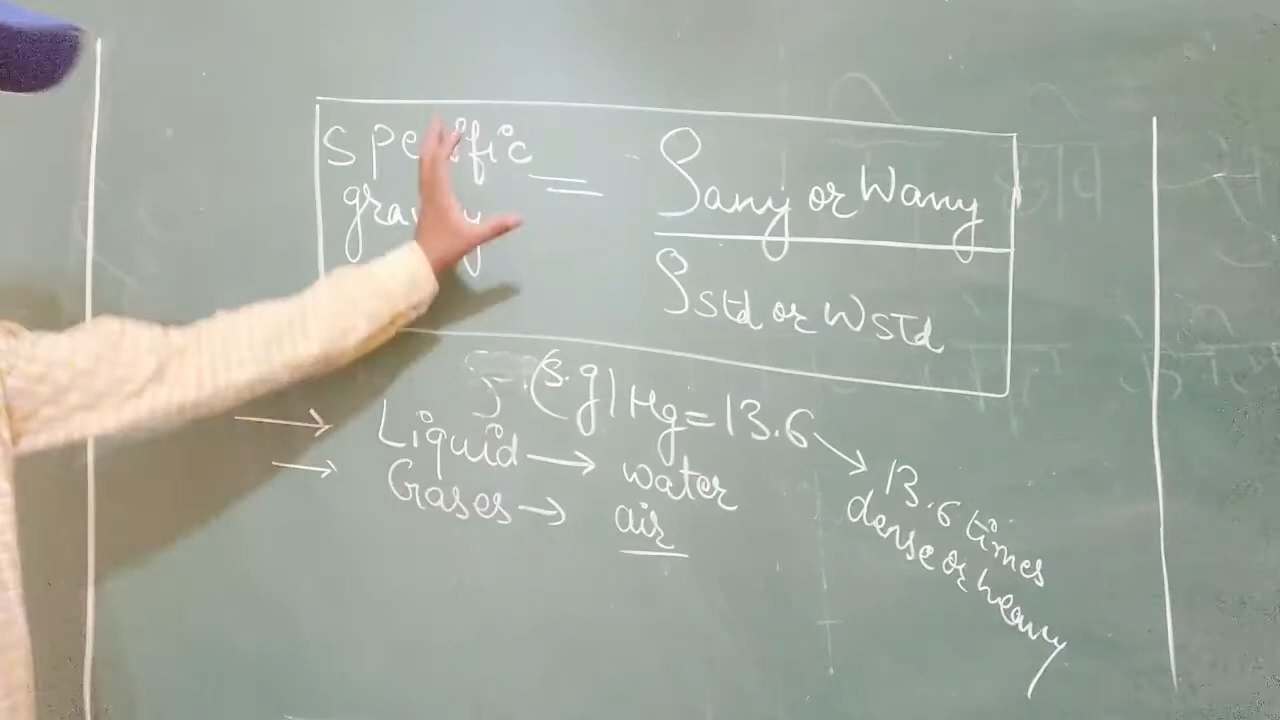 specific
gravity
=
ρany or Wany
ρstd or WSTd
(S.g) Hg = 13.6
→ Liquid → water
→ Gases → air
13.6 times
dense or heavy